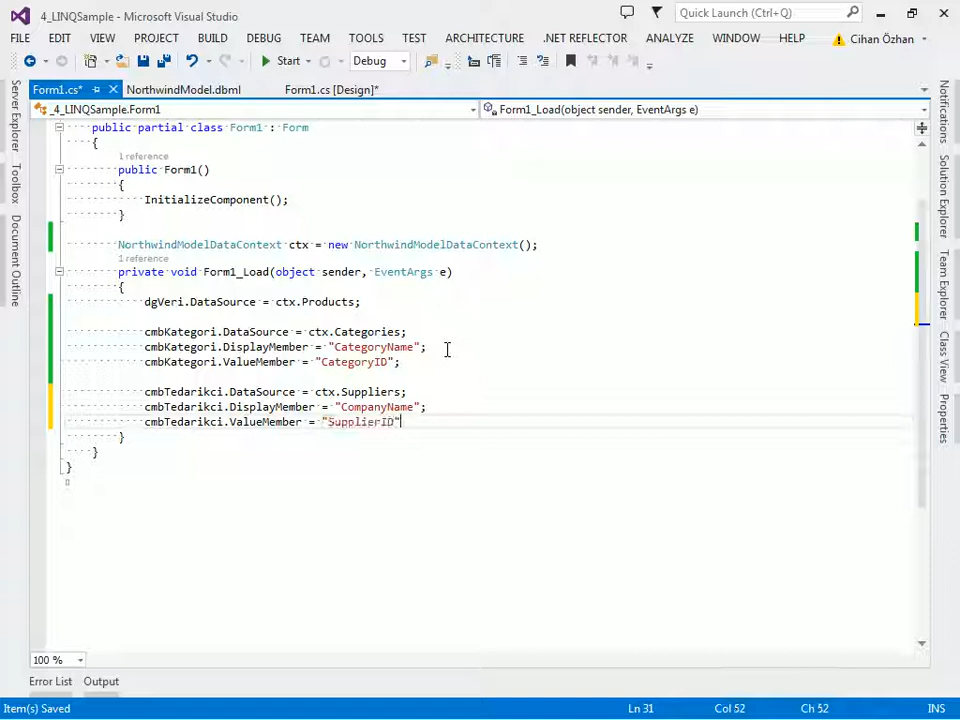 4_LINQSample - Microsoft Visual Studio
Quick Launch (Ctrl+Q)
FILE EDIT VIEW PROJECT BUILD DEBUG TEAM TOOLS TEST ARCHITECTURE .NET REFLECTOR ANALYZE WINDOW HELP Cihan Özhan
Start Debug
Form1.cs* NorthwindModel.dbml Form1.cs [Design]*
_4_LINQSample.Form1 Form1_Load(object sender, EventArgs e)
public partial class Form1 : Form
{
1 reference
public Form1()
{
InitializeComponent();
}
NorthwindModelDataContext ctx = new NorthwindModelDataContext();
1 reference
private void Form1_Load(object sender, EventArgs e)
{
dgVeri.DataSource = ctx.Products;
cmbKategori.DataSource = ctx.Categories;
cmbKategori.DisplayMember = "CategoryName";
cmbKategori.ValueMember = "CategoryID";
cmbTedarikci.DataSource = ctx.Suppliers;
cmbTedarikci.DisplayMember = "CompanyName";
cmbTedarikci.ValueMember = "SupplierID"
}
}
}
Server Explorer
Toolbox
Document Outline
Notifications
Solution Explorer
Team Explorer
Class View
Properties
100 %
Error List Output
Item(s) Saved Ln 31 Col 52 Ch 52 INS